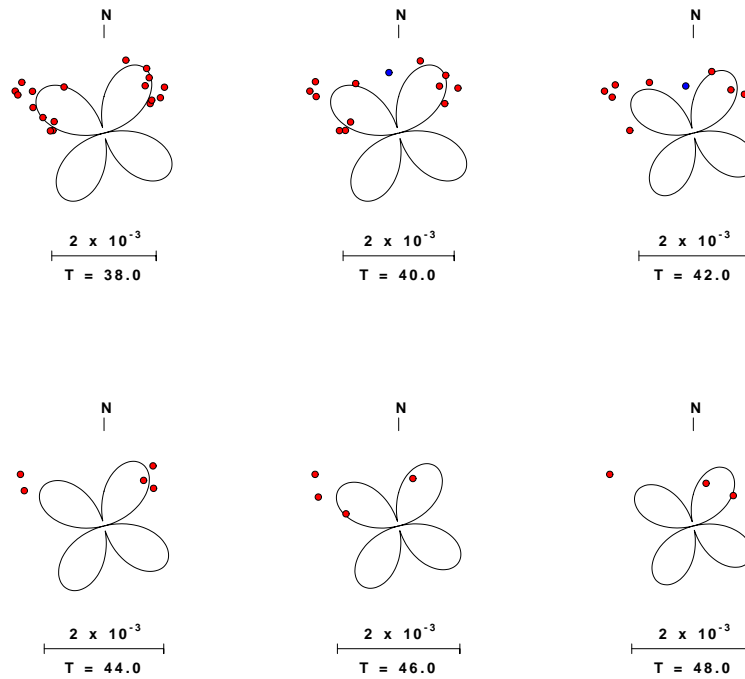 N N N
2 x 10⁻³ 2 x 10⁻³ 2 x 10⁻³
T = 38.0 T = 40.0 T = 42.0
N N N
2 x 10⁻³ 2 x 10⁻³ 2 x 10⁻³
T = 44.0 T = 46.0 T = 48.0